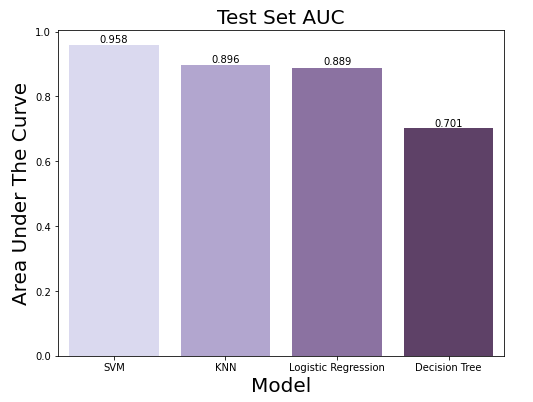 Test Set AUC
Area Under The Curve
1.0
0.8
0.6
0.4
0.2
0.0
0.958
0.896
0.889
0.701
SVM
KNN
Logistic Regression
Decision Tree
Model